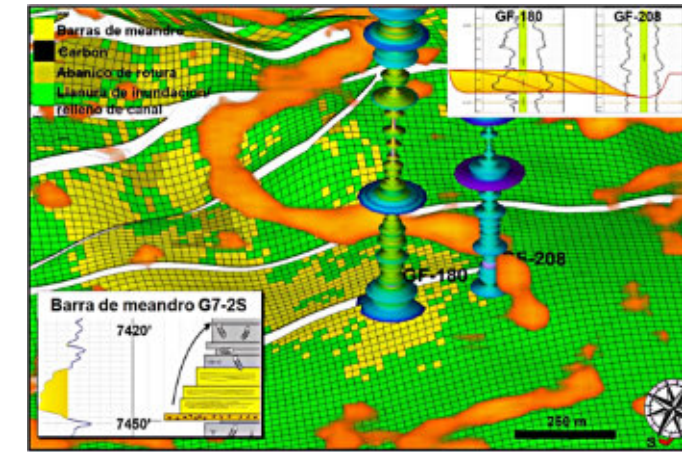 Barras de meandro
Carbon
Abanico de rotura
Llanura de inundacion/
relleno de canal
GF-180
GF-208
GF-180
GF-208
Barra de meandro G7-2S
7420'
7450'
250 m
S